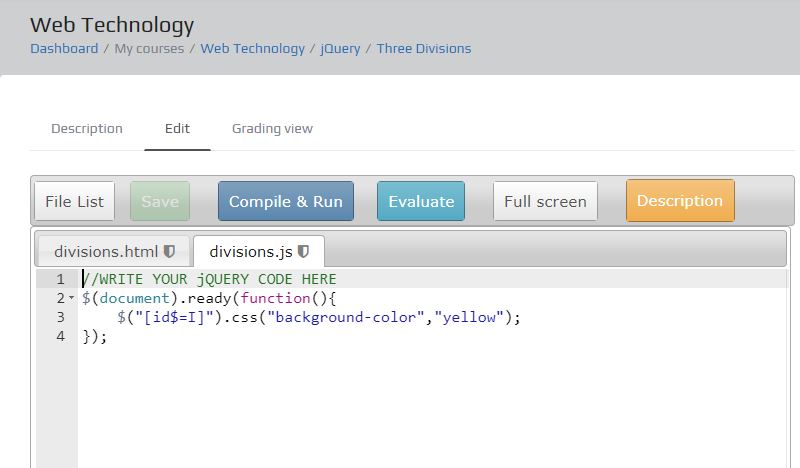 Web Technology
Dashboard / My courses / Web Technology / jQuery / Three Divisions
Description Edit Grading view
File List Save Compile & Run Evaluate Full screen Description
divisions.html divisions.js
1 //WRITE YOUR jQUERY CODE HERE
2 $(document).ready(function(){
3 $("[id$=I]").css("background-color","yellow");
4 });